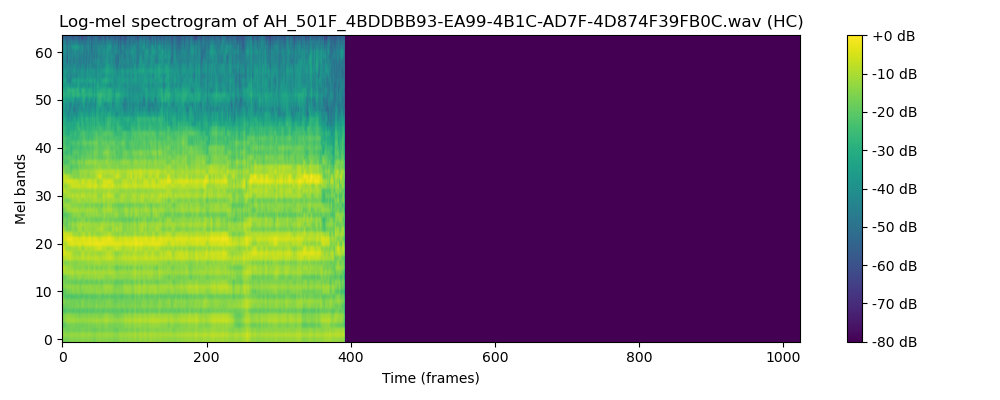 Log-mel spectrogram of AH_501F_4BDDBB93-EA99-4B1C-AD7F-4D874F39FB0C.wav (HC)
Mel bands
60
50
40
30
20
10
0
0 200 400 600 800 1000
Time (frames)
+0 dB
-10 dB
-20 dB
-30 dB
-40 dB
-50 dB
-60 dB
-70 dB
-80 dB